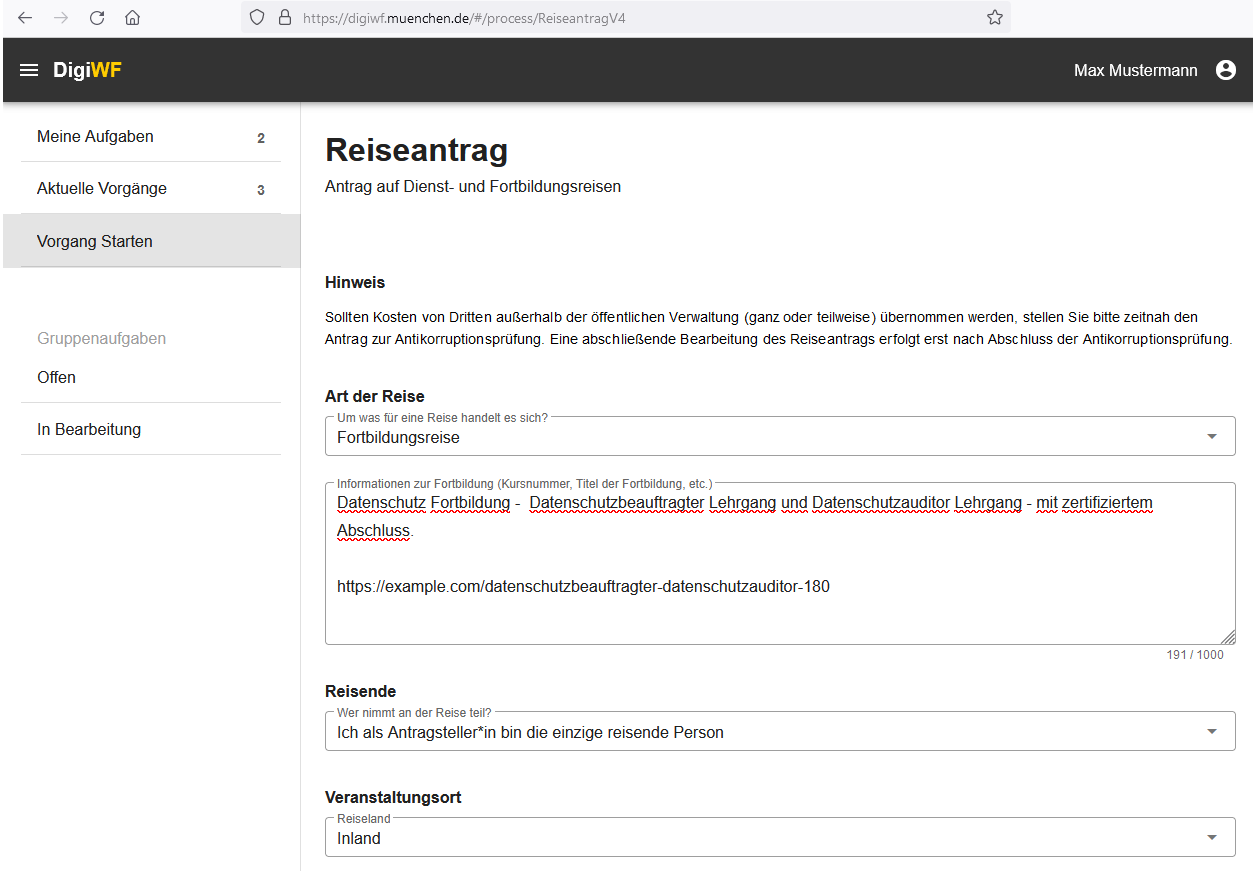 https://digiwf.muenchen.de/#/process/ReiseantragV4
DigiWF
Max Mustermann
Meine Aufgaben 2
Aktuelle Vorgänge 3
Vorgang Starten
Gruppenaufgaben
Offen
In Bearbeitung
Reiseantrag
Antrag auf Dienst- und Fortbildungsreisen
Hinweis
Sollten Kosten von Dritten außerhalb der öffentlichen Verwaltung (ganz oder teilweise) übernommen werden, stellen Sie bitte zeitnah den
Antrag zur Antikorruptionsprüfung. Eine abschließende Bearbeitung des Reiseantrags erfolgt erst nach Abschluss der Antikorruptionsprüfung.
Art der Reise
Um was für eine Reise handelt es sich?
Fortbildungsreise
Informationen zur Fortbildung (Kursnummer, Titel der Fortbildung, etc.)
Datenschutz Fortbildung -  Datenschutzbeauftragter Lehrgang und Datenschutzauditor Lehrgang - mit zertifiziertem
Abschluss.
https://example.com/datenschutzbeauftragter-datenschutzauditor-180
191 / 1000
Reisende
Wer nimmt an der Reise teil?
Ich als Antragsteller*in bin die einzige reisende Person
Veranstaltungsort
Reiseland
Inland